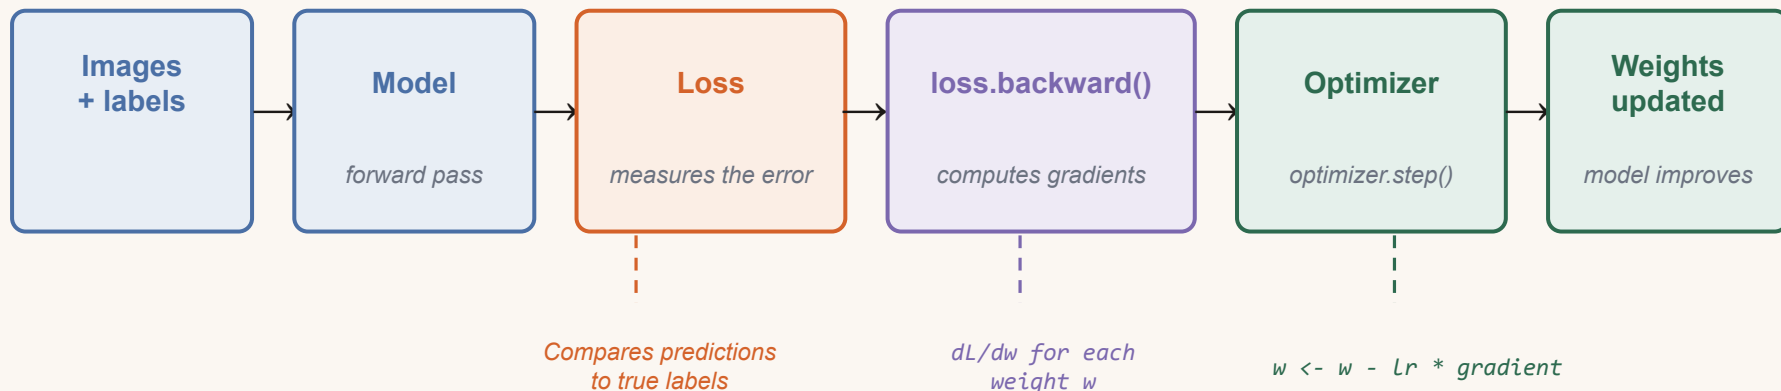 Images
+ labels
Model
forward pass
Loss
measures the error
loss.backward()
computes gradients
Optimizer
optimizer.step()
Weights
updated
model improves
Compares predictions
to true labels
dL/dw for each
weight w
w <- w - lr * gradient